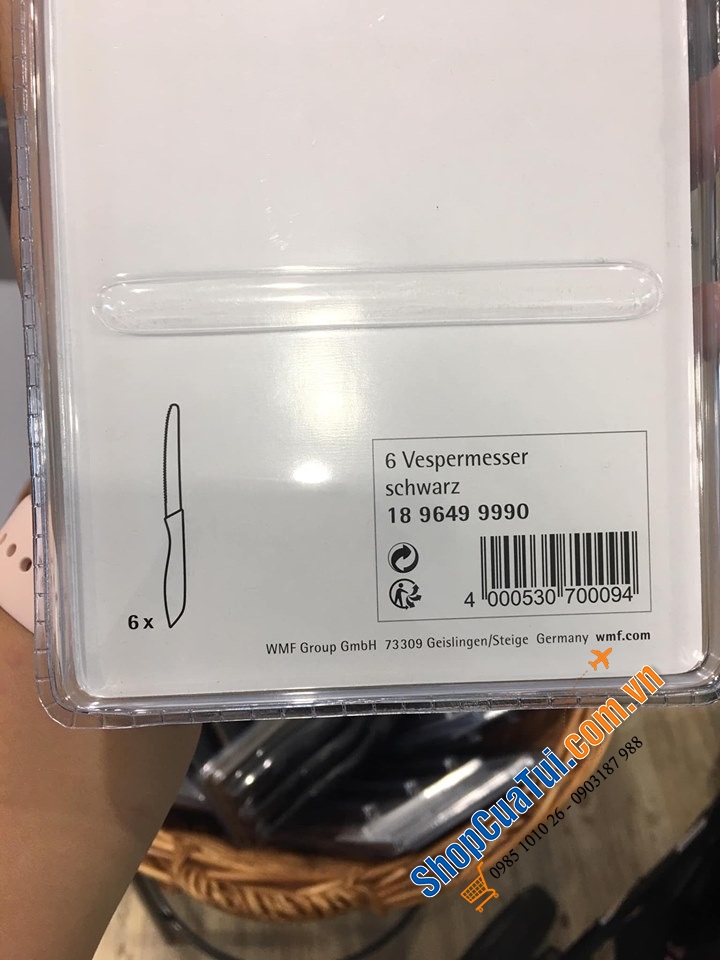 6 Vespermesser
schwarz
18 9649 9990
4 000530 700094
6 x
WMF Group GmbH 73309 Geislingen/Steige Germany wmf.com
ShopCuaTui.com.vn
0985 1010 26 - 0903187 988